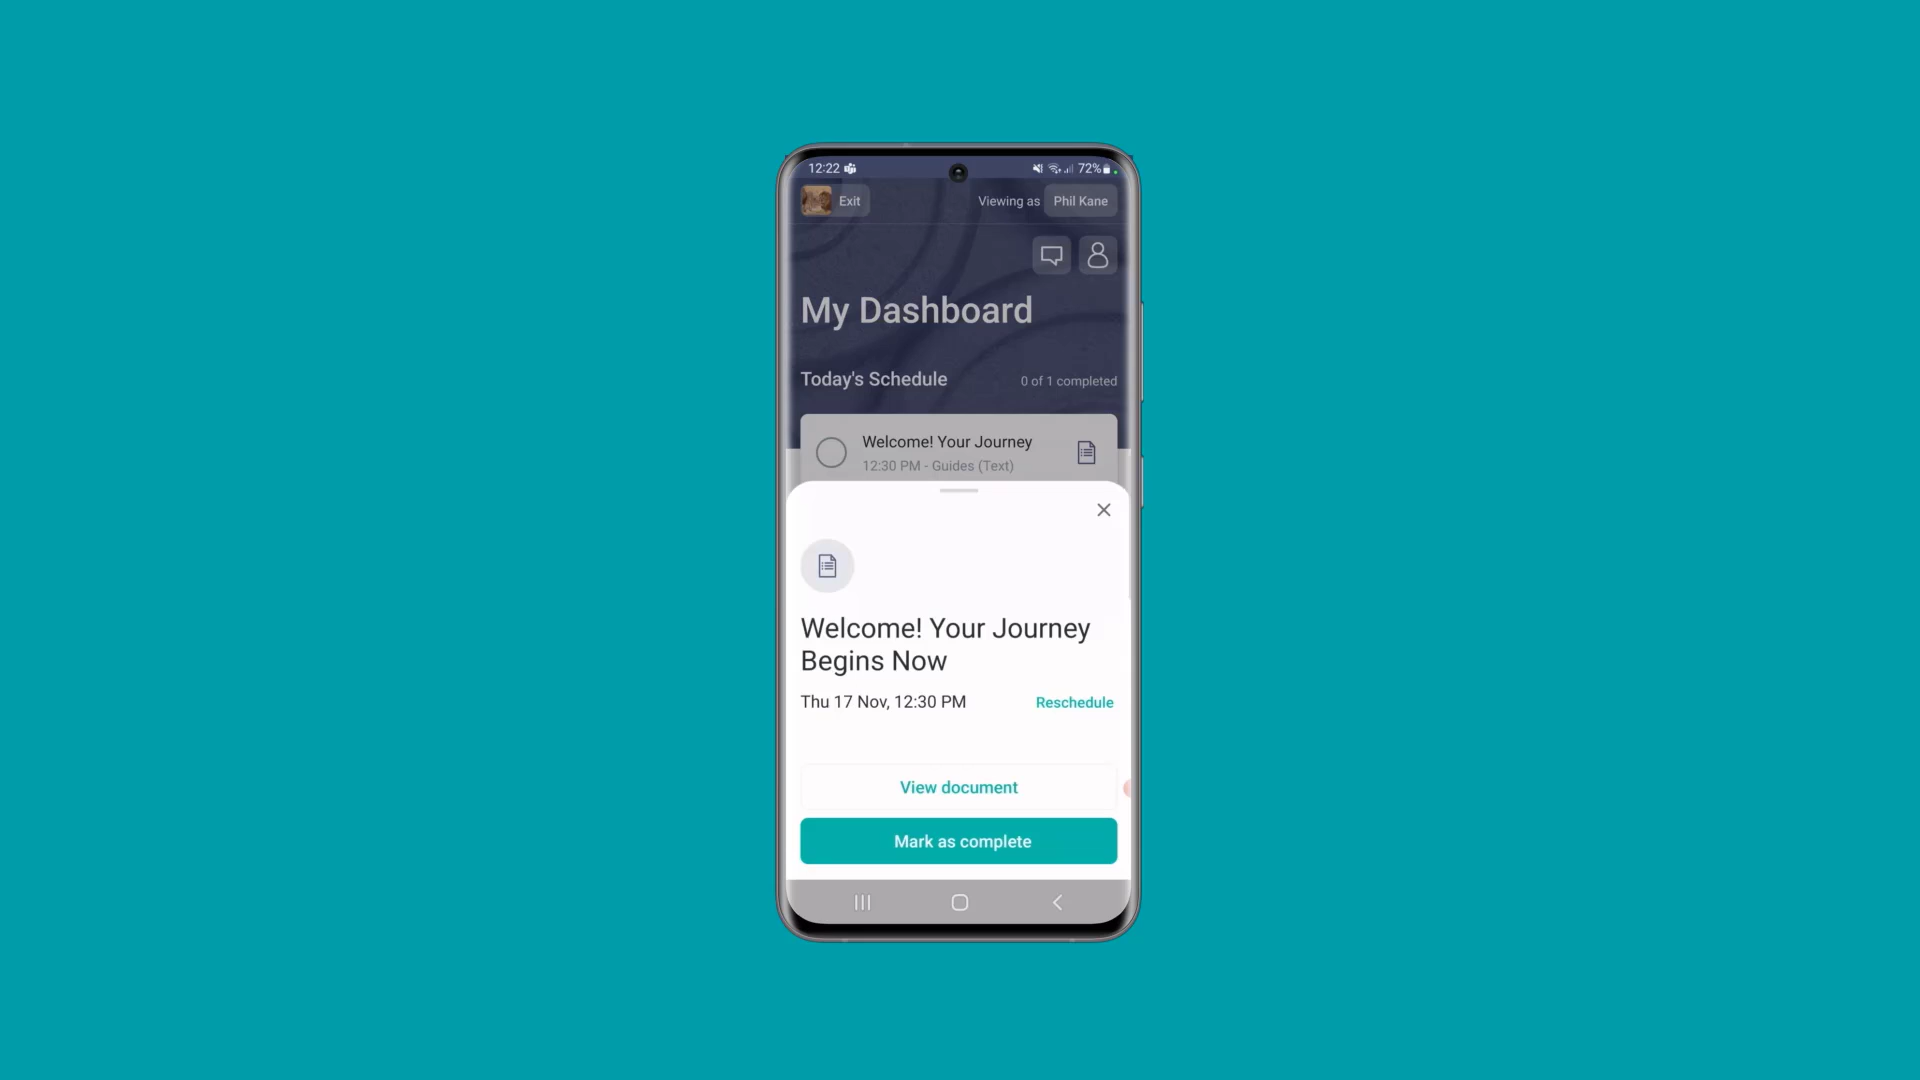 12:22
72%
Exit
Viewing as Phil Kane
My Dashboard
Today's Schedule
0 of 1 completed
Welcome! Your Journey
12:30 PM - Guides (Text)
Welcome! Your Journey
Begins Now
Thu 17 Nov, 12:30 PM
Reschedule
View document
Mark as complete